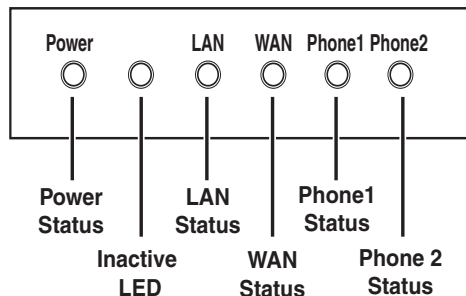 Power LAN WAN Phone1 Phone2
Power LAN Phone1
Status Status Status
Inactive WAN Phone 2
LED Status Status